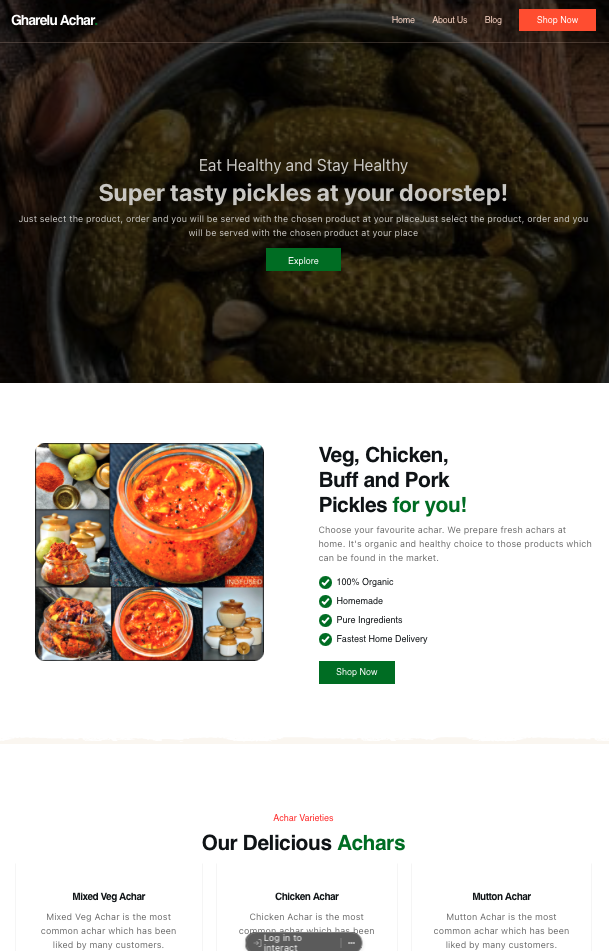 Gharelu Achar.
Home
About Us
Blog
Shop Now
Eat Healthy and Stay Healthy
Super tasty pickles at your doorstep!
Just select the product, order and you will be served with the chosen product at your placeJust select the product, order and you
will be served with the chosen product at your place
Explore
Veg, Chicken,
Buff and Pork
Pickles for you!
Choose your favourite achar. We prepare fresh achars at
home. It's organic and healthy choice to those products which
can be found in the market.
100% Organic
Homemade
Pure Ingredients
Fastest Home Delivery
Shop Now
Achar Varieties
Our Delicious Achars
Mixed Veg Achar
Mixed Veg Achar is the most
common achar which has been
liked by many customers.
Chicken Achar
Chicken Achar is the most
common achar which has been
Mutton Achar
Mutton Achar is the most
common achar which has been
liked by many customers.
Log in to
interact